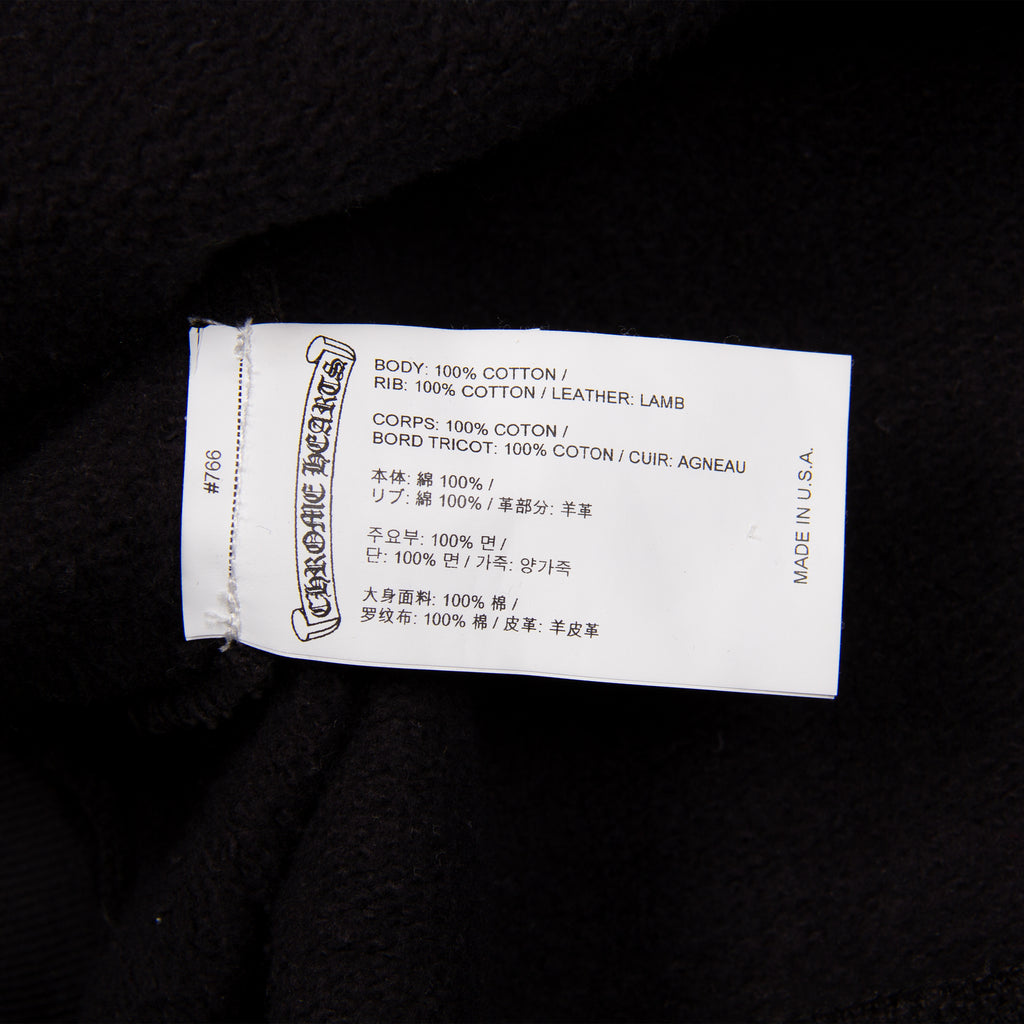 #766
CHROME HEARTS
BODY: 100% COTTON /
RIB: 100% COTTON / LEATHER: LAMB
CORPS: 100% COTON /
BORD TRICOT: 100% COTON / CUIR: AGNEAU
本体: 綿 100% /
リブ: 綿 100% / 革部分: 羊革
주요부: 100% 면 /
단: 100% 면 / 가죽: 양가죽
大身面料: 100% 棉 /
罗纹布: 100% 棉 / 皮革: 羊皮革
MADE IN U.S.A.